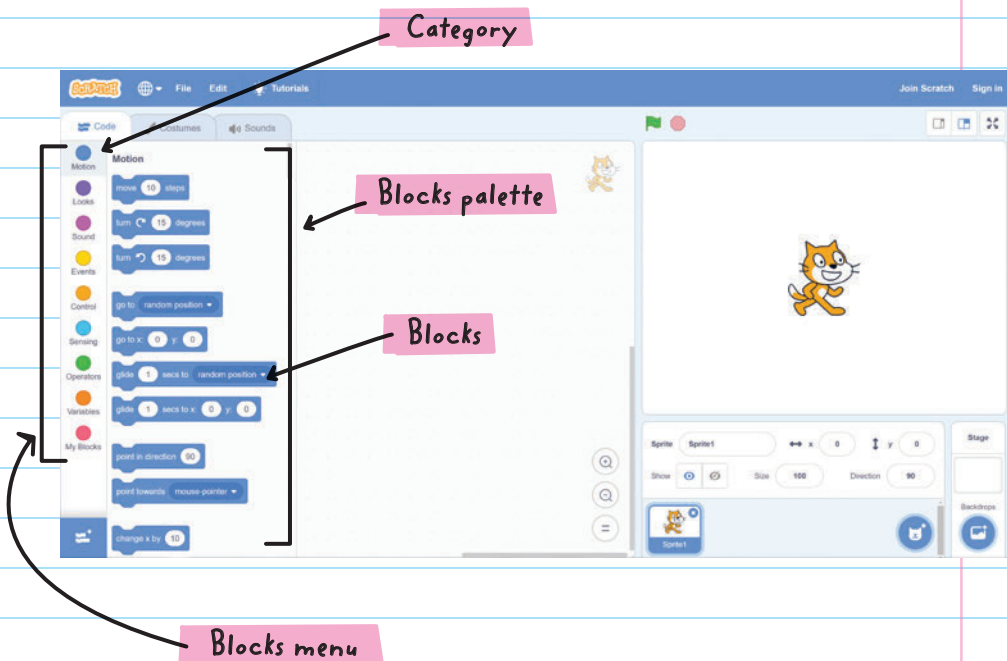 Category
SCRATCH File Edit Tutorials Join Scratch Sign in
Code Costumes Sounds
Motion
Looks
Sound
Events
Control
Sensing
Operators
Variables
My Blocks
Motion
move 10 steps
turn 15 degrees
turn 15 degrees
go to random position
go to x: 0 y: 0
glide 1 secs to random position
glide 1 secs to x: 0 y: 0
point in direction 90
point towards mouse-pointer
change x by 10
Blocks palette
Blocks
Sprite Sprite1 x 0 y 0
Show Size 100 Direction 90
Sprite1
Stage
Backdrops
Blocks menu